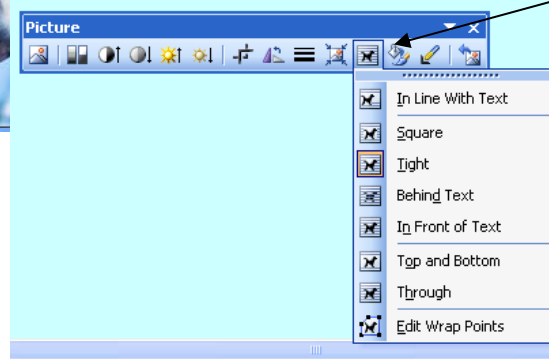 Picture
In Line With Text
Square
Tight
Behind Text
In Front of Text
Top and Bottom
Through
Edit Wrap Points